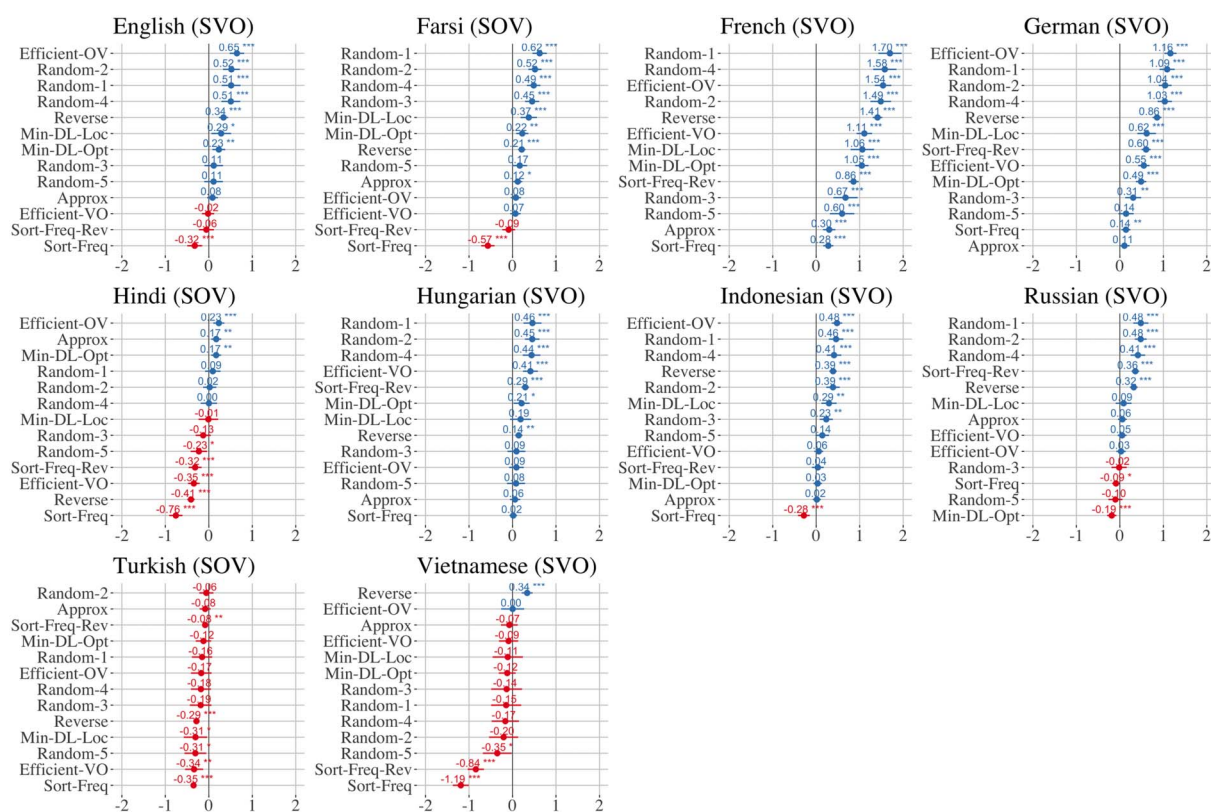 English (SVO)
Efficient-OV 0.65 ***
Random-2 0.52 ***
Random-1 0.51 ***
Random-4 0.51 ***
Reverse 0.34 ***
Min-DL-Loc 0.29 *
Min-DL-Opt 0.23 **
Random-3 0.11
Random-5 0.11
Approx 0.08
Efficient-VO -0.02
Sort-Freq-Rev -0.06
Sort-Freq -0.32 ***
-2 -1 0 1 2
Farsi (SOV)
Random-1 0.62 ***
Random-2 0.52 ***
Random-4 0.49 ***
Random-3 0.45 ***
Min-DL-Loc 0.37 ***
Min-DL-Opt 0.22 **
Reverse 0.21 ***
Random-5 0.17
Approx 0.12 *
Efficient-OV 0.08
Efficient-VO 0.07
Sort-Freq-Rev -0.09
Sort-Freq -0.57 ***
-2 -1 0 1 2
French (SVO)
Random-1 1.70 ***
Random-4 1.58 ***
Efficient-OV 1.54 ***
Random-2 1.49 ***
Reverse 1.41 ***
Efficient-VO 1.11 ***
Min-DL-Loc 1.06 ***
Min-DL-Opt 1.05 ***
Sort-Freq-Rev 0.86 ***
Random-3 0.67 ***
Random-5 0.60 ***
Approx 0.30 ***
Sort-Freq 0.28 ***
-2 -1 0 1 2
German (SVO)
Efficient-OV 1.16 ***
Random-1 1.09 ***
Random-2 1.04 ***
Random-4 1.03 ***
Reverse 0.86 ***
Min-DL-Loc 0.62 ***
Sort-Freq-Rev 0.60 ***
Efficient-VO 0.55 ***
Min-DL-Opt 0.49 ***
Random-3 0.31 **
Random-5 0.14
Sort-Freq 0.14 **
Approx 0.11
-2 -1 0 1 2
Hindi (SOV)
Efficient-OV 0.23 ***
Approx 0.17 **
Min-DL-Opt 0.17 **
Random-1 0.09
Random-2 0.02
Random-4 0.00
Min-DL-Loc -0.01
Random-3 -0.13
Random-5 -0.23 *
Sort-Freq-Rev -0.32 ***
Efficient-VO -0.35 ***
Reverse -0.41 ***
Sort-Freq -0.76 ***
-2 -1 0 1 2
Hungarian (SVO)
Random-1 0.46 ***
Random-2 0.45 ***
Random-4 0.44 ***
Efficient-VO 0.41 ***
Sort-Freq-Rev 0.29 ***
Min-DL-Opt 0.21 *
Min-DL-Loc 0.19
Reverse 0.14 **
Random-3 0.09
Efficient-OV 0.09
Random-5 0.08
Approx 0.06
Sort-Freq 0.02
-2 -1 0 1 2
Indonesian (SVO)
Efficient-OV 0.48 ***
Random-1 0.46 ***
Random-4 0.41 ***
Reverse 0.39 ***
Random-2 0.39 ***
Min-DL-Loc 0.29 **
Random-3 0.23 **
Random-5 0.14
Efficient-VO 0.06
Sort-Freq-Rev 0.04
Min-DL-Opt 0.03
Approx 0.02
Sort-Freq -0.28 ***
-2 -1 0 1 2
Russian (SVO)
Random-1 0.48 ***
Random-2 0.48 ***
Random-4 0.41 ***
Sort-Freq-Rev 0.36 ***
Reverse 0.32 ***
Min-DL-Loc 0.09
Approx 0.06
Efficient-VO 0.05
Efficient-OV 0.03
Random-3 -0.02
Sort-Freq -0.09 *
Random-5 -0.10
Min-DL-Opt -0.19 ***
-2 -1 0 1 2
Turkish (SOV)
Random-2 -0.06
Approx -0.08
Sort-Freq-Rev -0.08 **
Min-DL-Opt -0.12
Random-1 -0.16
Efficient-OV -0.17
Random-4 -0.18
Random-3 -0.19
Reverse -0.29 ***
Min-DL-Loc -0.31 *
Random-5 -0.31 *
Efficient-VO -0.34 **
Sort-Freq -0.35 ***
-2 -1 0 1 2
Vietnamese (SVO)
Reverse 0.34 ***
Efficient-OV 0.00
Approx -0.07
Efficient-VO -0.09
Min-DL-Loc -0.11
Min-DL-Opt -0.12
Random-3 -0.14
Random-1 -0.15
Random-4 -0.17
Random-2 -0.20
Random-5 -0.35 *
Sort-Freq-Rev -0.84 ***
Sort-Freq -1.19 ***
-2 -1 0 1 2